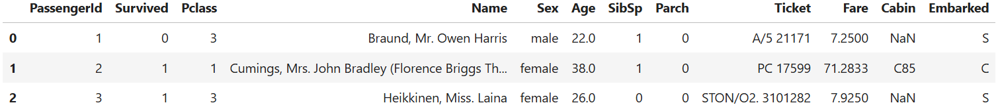 PassengerId Survived Pclass Name Sex Age SibSp Parch Ticket Fare Cabin Embarked
0 1 0 3 Braund, Mr. Owen Harris male 22.0 1 0 A/5 21171 7.2500 NaN S
1 2 1 1 Cumings, Mrs. John Bradley (Florence Briggs Th... female 38.0 1 0 PC 17599 71.2833 C85 C
2 3 1 3 Heikkinen, Miss. Laina female 26.0 0 0 STON/O2. 3101282 7.9250 NaN S